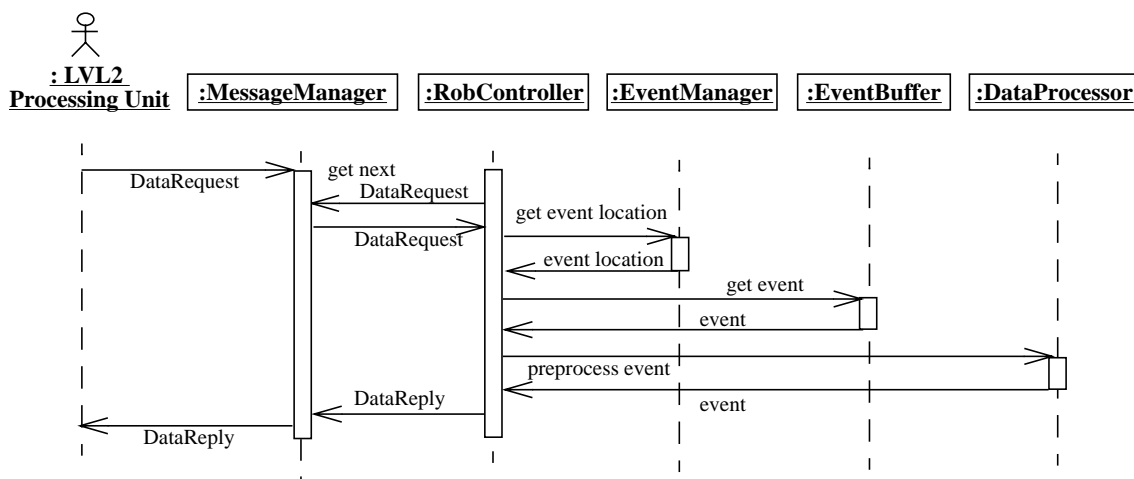 : LVL2
Processing Unit
:MessageManager
:RobController
:EventManager
:EventBuffer
:DataProcessor
DataRequest
get next
DataRequest
DataRequest
get event location
event location
get event
event
preprocess event
event
DataReply
DataReply